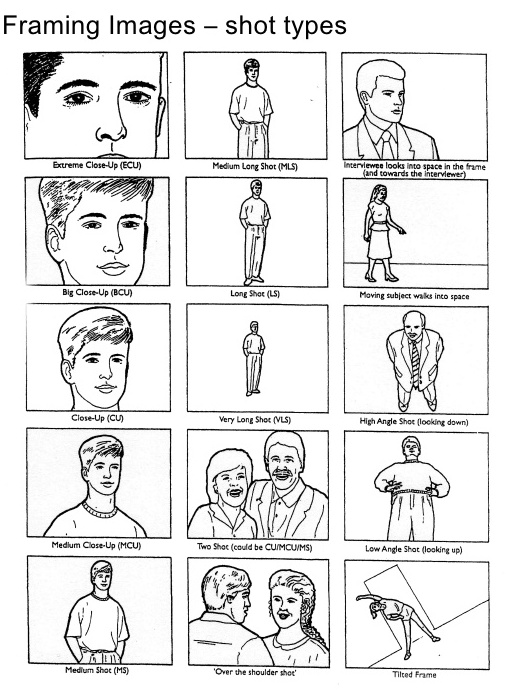 Framing Images – shot types
Extreme Close-Up (ECU)
Medium Long Shot (MLS)
Interviewee looks into space in the frame
(and towards the interviewer)
Big Close-Up (BCU)
Long Shot (LS)
Moving subject walks into space
Close-Up (CU)
Very Long Shot (VLS)
High Angle Shot (looking down)
Medium Close-Up (MCU)
Two Shot (could be CU/MCU/MS)
Low Angle Shot (looking up)
Medium Shot (MS)
'Over the shoulder shot'
Tilted Frame